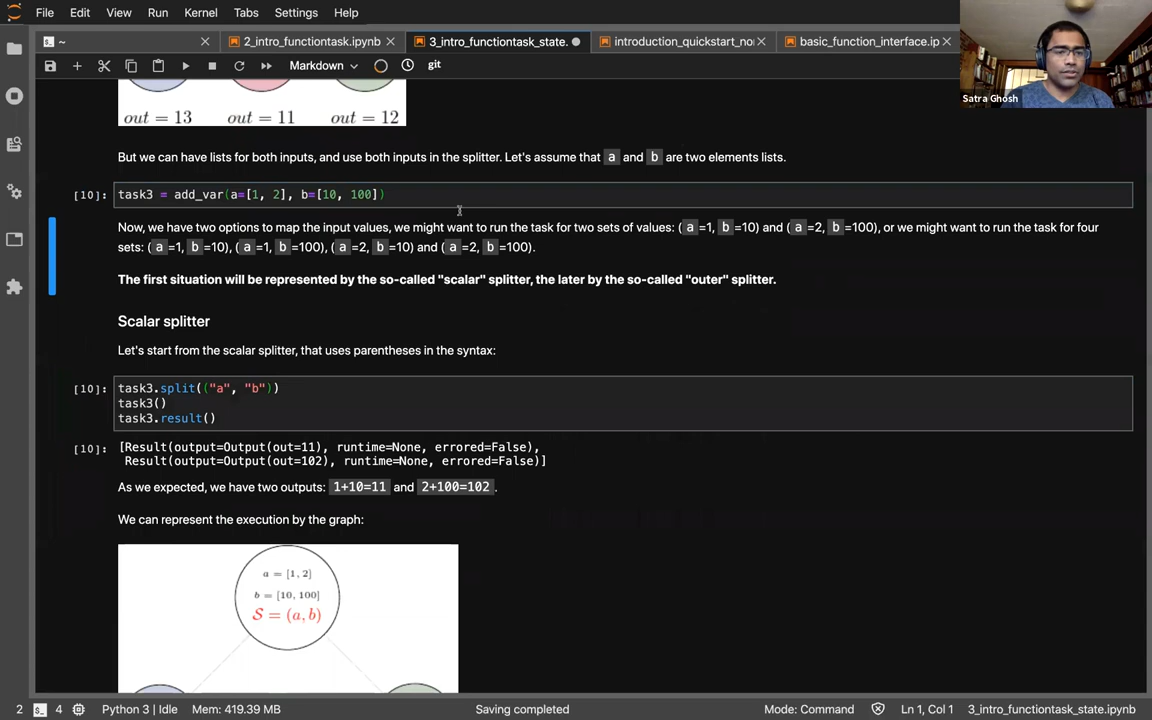 File Edit View Run Kernel Tabs Settings Help
~
2_intro_functiontask.ipynb
3_intro_functiontask_state.
introduction_quickstart_no
basic_function_interface.ip
Markdown
git
Satra Ghosh
out = 13 out = 11 out = 12
But we can have lists for both inputs, and use both inputs in the splitter. Let's assume that a and b are two elements lists.
[10]: task3 = add_var(a=[1, 2], b=[10, 100])
Now, we have two options to map the input values, we might want to run the task for two sets of values: (a=1, b=10) and (a=2, b=100), or we might want to run the task for four
sets: (a=1, b=10), (a=1, b=100), (a=2, b=10) and (a=2, b=100).
The first situation will be represented by the so-called "scalar" splitter, the later by the so-called "outer" splitter.
Scalar splitter
Let's start from the scalar splitter, that uses parentheses in the syntax:
[10]: task3.split(("a", "b"))
task3()
task3.result()
[10]: [Result(output=Output(out=11), runtime=None, errored=False),
Result(output=Output(out=102), runtime=None, errored=False)]
As we expected, we have two outputs: 1+10=11 and 2+100=102.
We can represent the execution by the graph:
a = [1, 2]
b = [10, 100]
S = (a, b)
2 4 Python 3 | Idle Mem: 419.39 MB Saving completed Mode: Command Ln 1, Col 1 3_intro_functiontask_state.ipynb